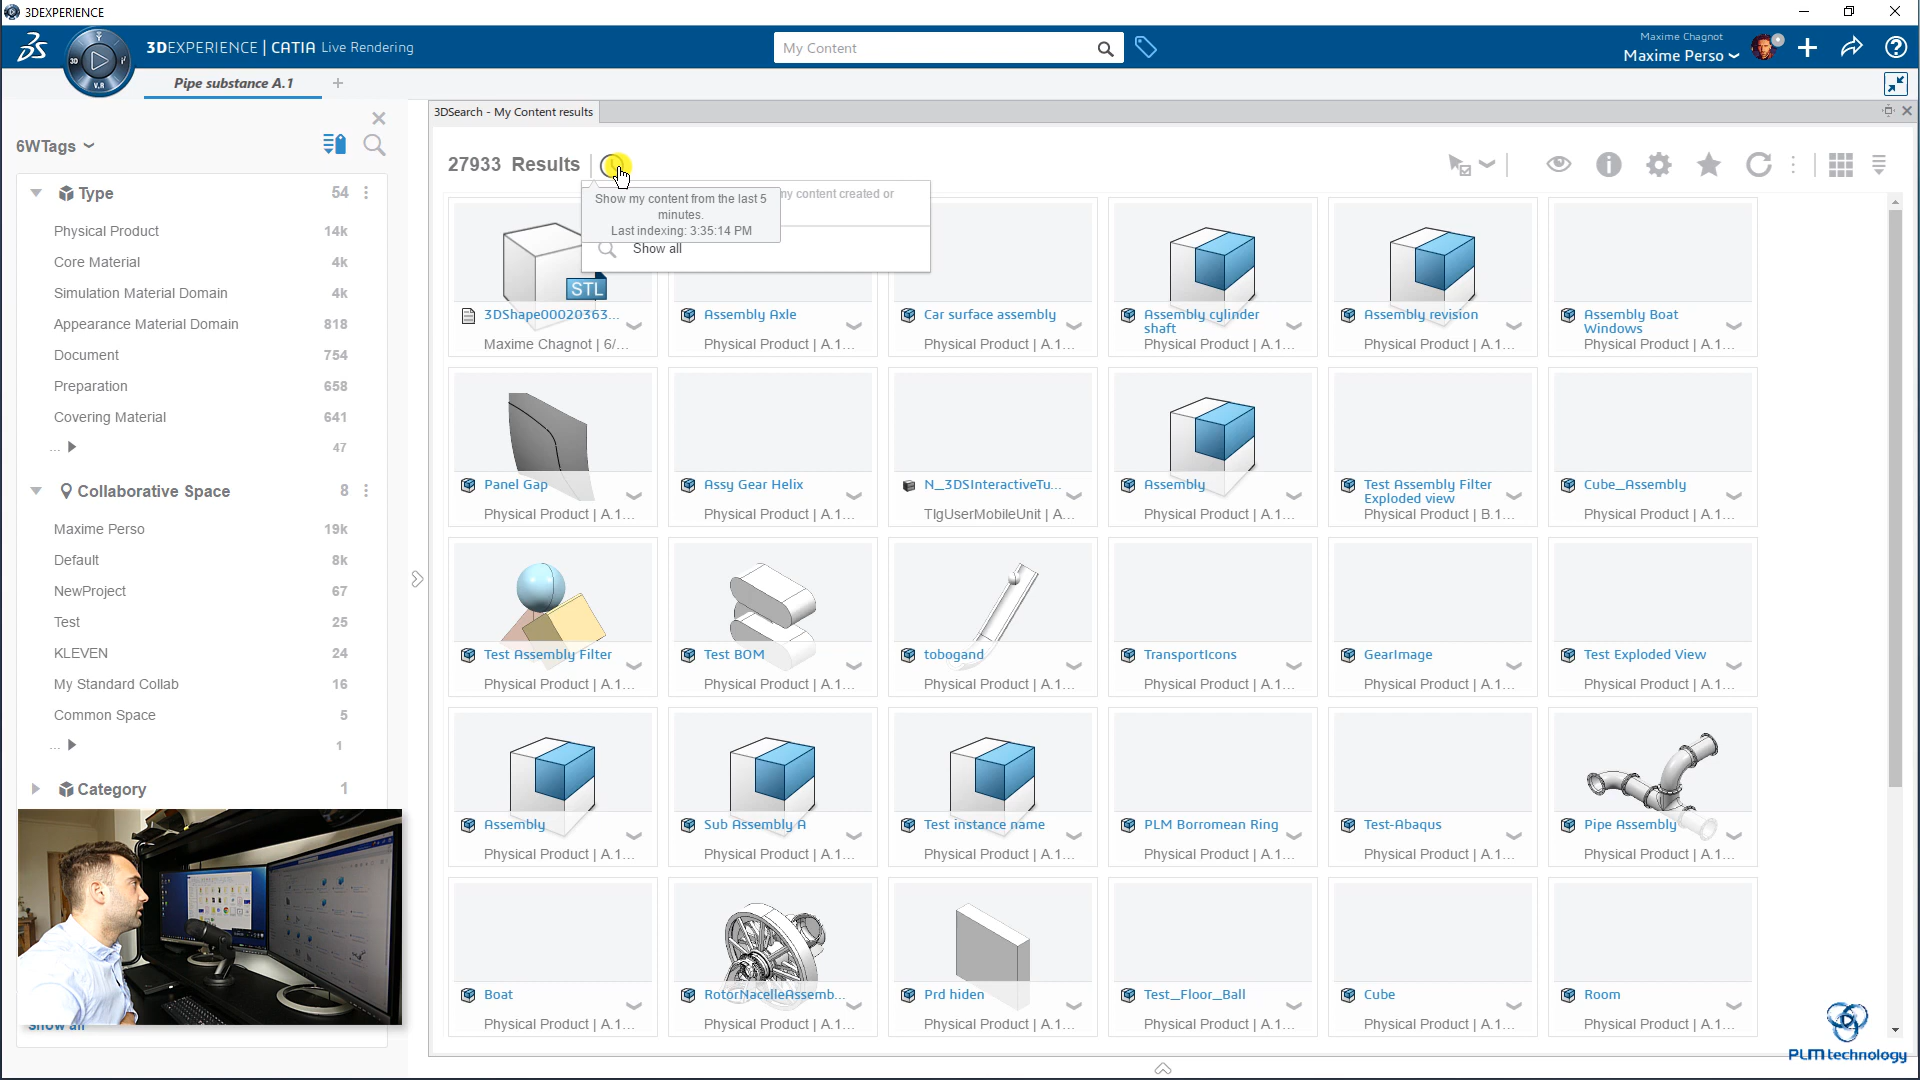 3DEXPERIENCE
3DEXPERIENCE | CATIA Live Rendering
My Content
Maxime Chagnot
Maxime Perso
3D
V.R
Pipe substance A.1
+
6WTags
3DSearch - My Content results
27933 Results
my content created or
Show my content from the last 5
minutes.
Last indexing: 3:35:14 PM
Show all
Type 54
Physical Product 14k
Core Material 4k
Simulation Material Domain 4k
Appearance Material Domain 818
Document 754
Preparation 658
Covering Material 641
... 47
Collaborative Space 8
Maxime Perso 19k
Default 8k
NewProject 67
Test 25
KLEVEN 24
My Standard Collab 16
Common Space 5
... 1
Category 1
Show all
STL
3DShape00020363...
Maxime Chagnot | 6/...
Assembly Axle
Physical Product | A.1...
Car surface assembly
Physical Product | A.1...
Assembly cylinder
shaft
Physical Product | A.1...
Assembly revision
Physical Product | A.1...
Assembly Boat
Windows
Physical Product | A.1...
Panel Gap
Physical Product | A.1...
Assy Gear Helix
Physical Product | A.1...
N_3DSInteractiveTu...
TlgUserMobileUnit | A...
Assembly
Physical Product | A.1...
Test Assembly Filter
Exploded view
Physical Product | B.1...
Cube_Assembly
Physical Product | A.1...
Test Assembly Filter
Physical Product | A.1...
Test BOM
Physical Product | A.1...
tobogand
Physical Product | A.1...
TransportIcons
Physical Product | A.1...
GearImage
Physical Product | A.1...
Test Exploded View
Physical Product | A.1...
Assembly
Physical Product | A.1...
Sub Assembly A
Physical Product | A.1...
Test instance name
Physical Product | A.1...
PLM Borromean Ring
Physical Product | A.1...
Test-Abaqus
Physical Product | A.1...
Pipe Assembly
Physical Product | A.1...
Boat
Physical Product | A.1...
RotorNacelleAssemb...
Physical Product | A.1...
Prd hiden
Physical Product | A.1...
Test_Floor_Ball
Physical Product | A.1...
Cube
Physical Product | A.1...
Room
Physical Product | A.1...
PLMtechnology